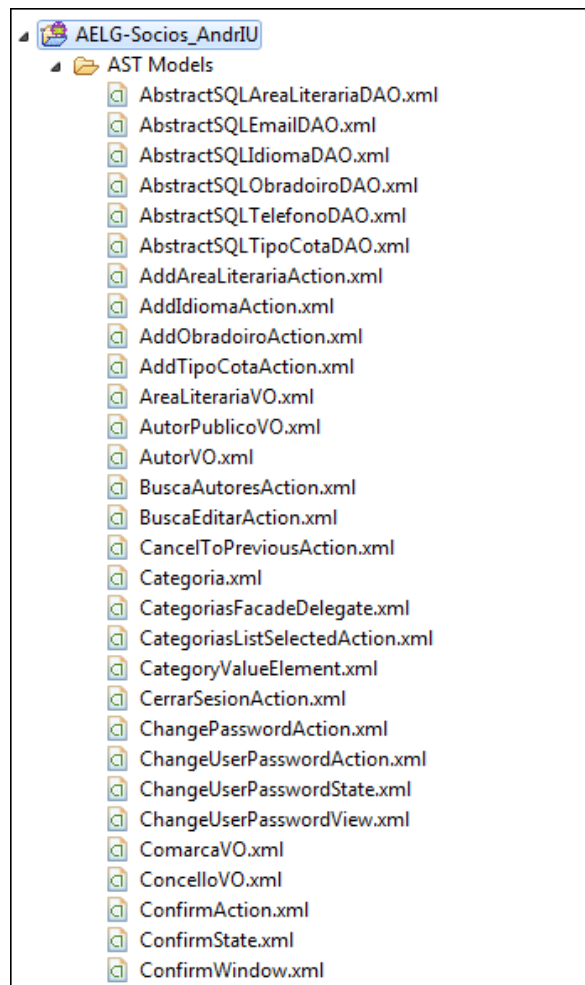 AELG-Socios_AndrIU
AST Models
AbstractSQLAreaLiterariaDAO.xml
AbstractSQLEmailDAO.xml
AbstractSQLIdiomaDAO.xml
AbstractSQLObradoiroDAO.xml
AbstractSQLTelefonoDAO.xml
AbstractSQLTipoCotaDAO.xml
AddAreaLiterariaAction.xml
AddIdiomaAction.xml
AddObradoiroAction.xml
AddTipoCotaAction.xml
AreaLiterariaVO.xml
AutorPublicoVO.xml
AutorVO.xml
BuscaAutoresAction.xml
BuscaEditarAction.xml
CancelToPreviousAction.xml
Categoria.xml
CategoriasFacadeDelegate.xml
CategoriasListSelectedAction.xml
CategoryValueElement.xml
CerrarSesionAction.xml
ChangePasswordAction.xml
ChangeUserPasswordAction.xml
ChangeUserPasswordState.xml
ChangeUserPasswordView.xml
ComarcaVO.xml
ConcelloVO.xml
ConfirmAction.xml
ConfirmState.xml
ConfirmWindow.xml